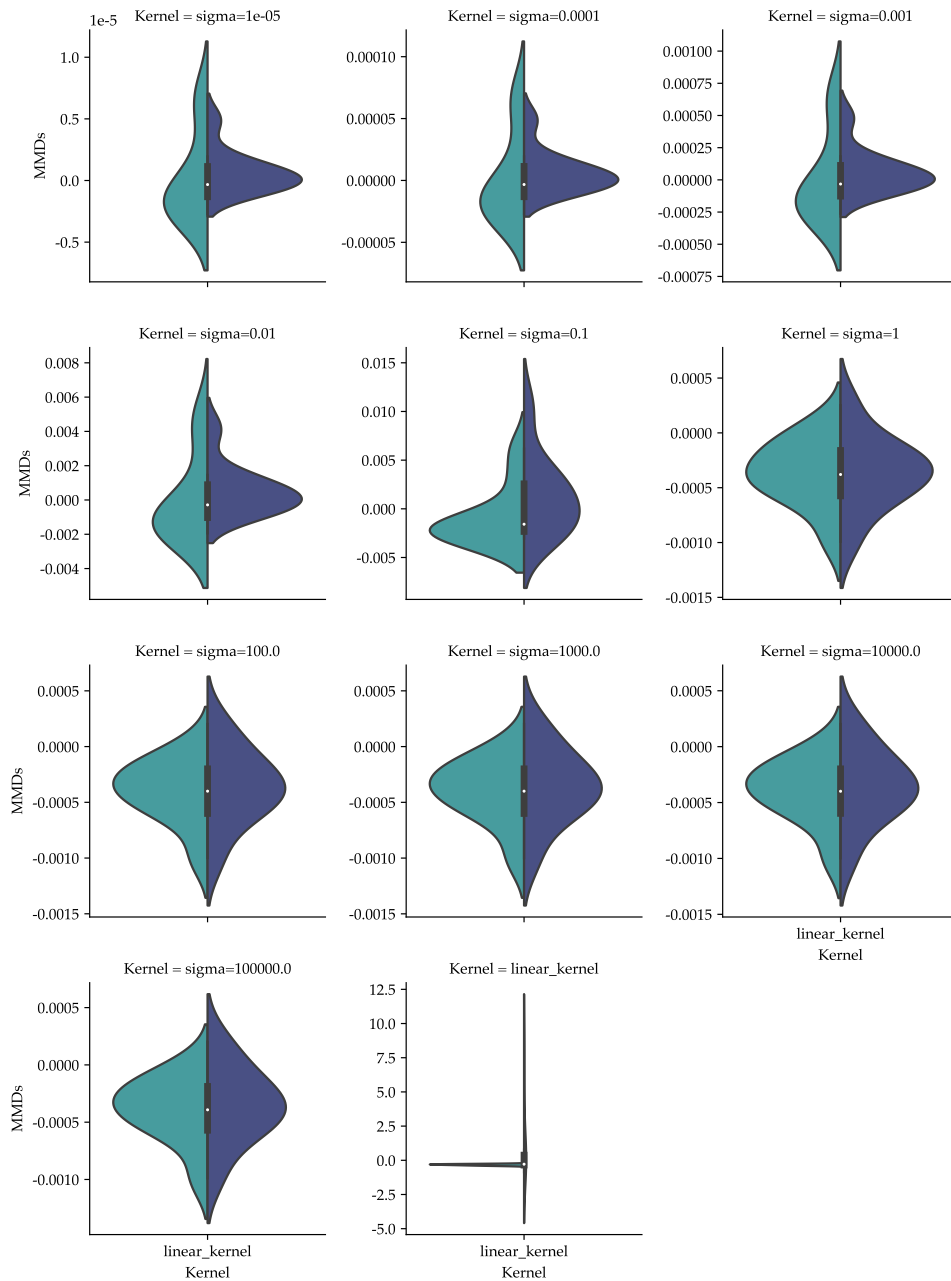 Kernel = sigma=1e-05
Kernel = sigma=0.0001
Kernel = sigma=0.001
1e-5
1.0
0.5
0.0
-0.5
MMDs
0.00010
0.00005
0.00000
-0.00005
0.00100
0.00075
0.00050
0.00025
0.00000
-0.00025
-0.00050
-0.00075
Kernel = sigma=0.01
Kernel = sigma=0.1
Kernel = sigma=1
0.008
0.006
0.004
0.002
0.000
-0.002
-0.004
MMDs
0.015
0.010
0.005
0.000
-0.005
0.0005
0.0000
-0.0005
-0.0010
-0.0015
Kernel = sigma=100.0
Kernel = sigma=1000.0
Kernel = sigma=10000.0
0.0005
0.0000
-0.0005
-0.0010
-0.0015
MMDs
0.0005
0.0000
-0.0005
-0.0010
-0.0015
0.0005
0.0000
-0.0005
-0.0010
-0.0015
linear_kernel
Kernel
Kernel = sigma=100000.0
Kernel = linear_kernel
0.0005
0.0000
-0.0005
-0.0010
MMDs
linear_kernel
Kernel
12.5
10.0
7.5
5.0
2.5
0.0
-2.5
-5.0
linear_kernel
Kernel